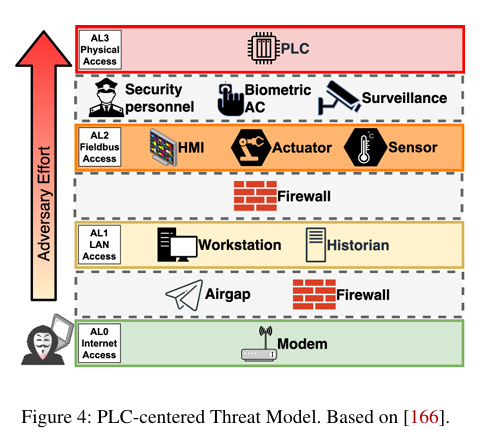 AL3
Physical
Access
PLC
Security
personnel
Biometric
AC
Surveillance
AL2
Fieldbus
Access
HMI
Actuator
°C
Sensor
Firewall
AL1
LAN
Access
Workstation
Historian
Airgap
Firewall
AL0
Internet
Access
Modem
Adversary Effort
Figure 4: PLC-centered Threat Model. Based on [166].